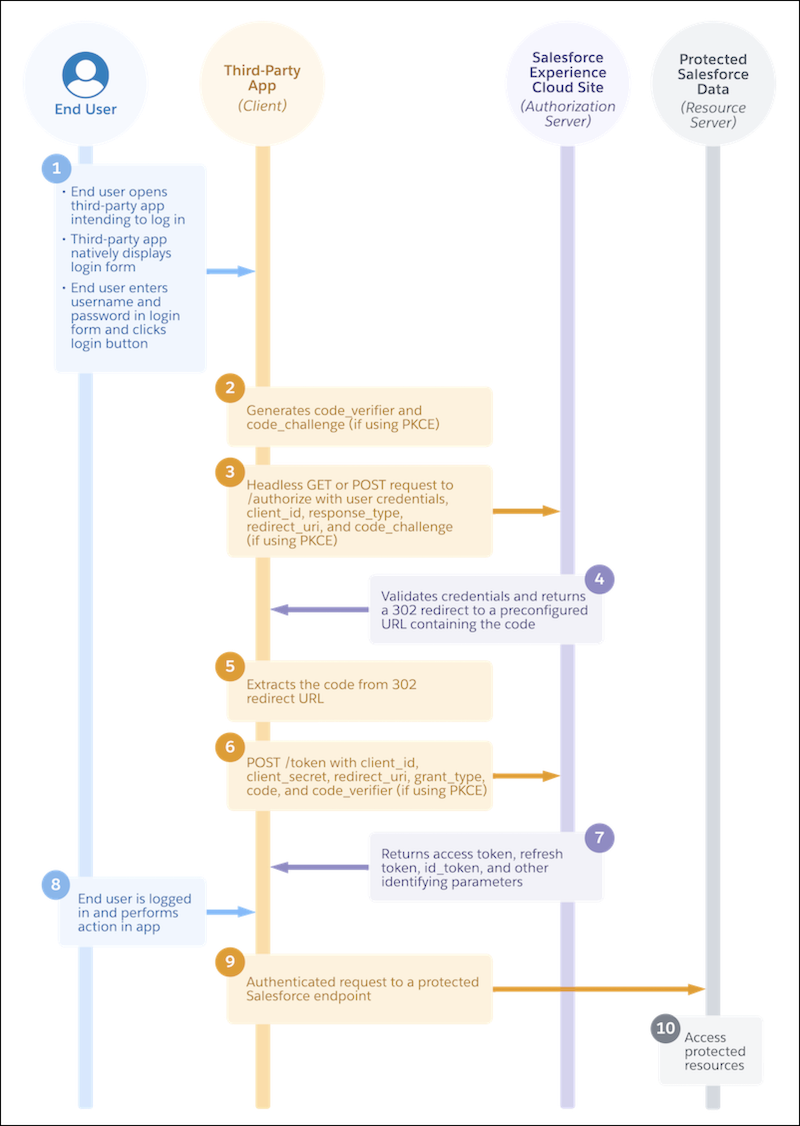 End User
Third-Party
App
(Client)
Salesforce
Experience
Cloud Site
(Authorization
Server)
Protected
Salesforce
Data
(Resource
Server)
1
• End user opens
third-party app
intending to log in
• Third-party app
natively displays
login form
• End user enters
username and
password in login
form and clicks
login button
2
Generates code_verifier and
code_challenge (if using PKCE)
3
Headless GET or POST request to
/authorize with user credentials,
client_id, response_type,
redirect_uri, and code_challenge
(if using PKCE)
4
Validates credentials and returns
a 302 redirect to a preconfigured
URL containing the code
5
Extracts the code from 302
redirect URL
6
POST /token with client_id,
client_secret, redirect_uri, grant_type,
code, and code_verifier (if using PKCE)
7
Returns access token, refresh
token, id_token, and other
identifying parameters
8
End user is logged
in and performs
action in app
9
Authenticated request to a protected
Salesforce endpoint
10
Access
protected
resources